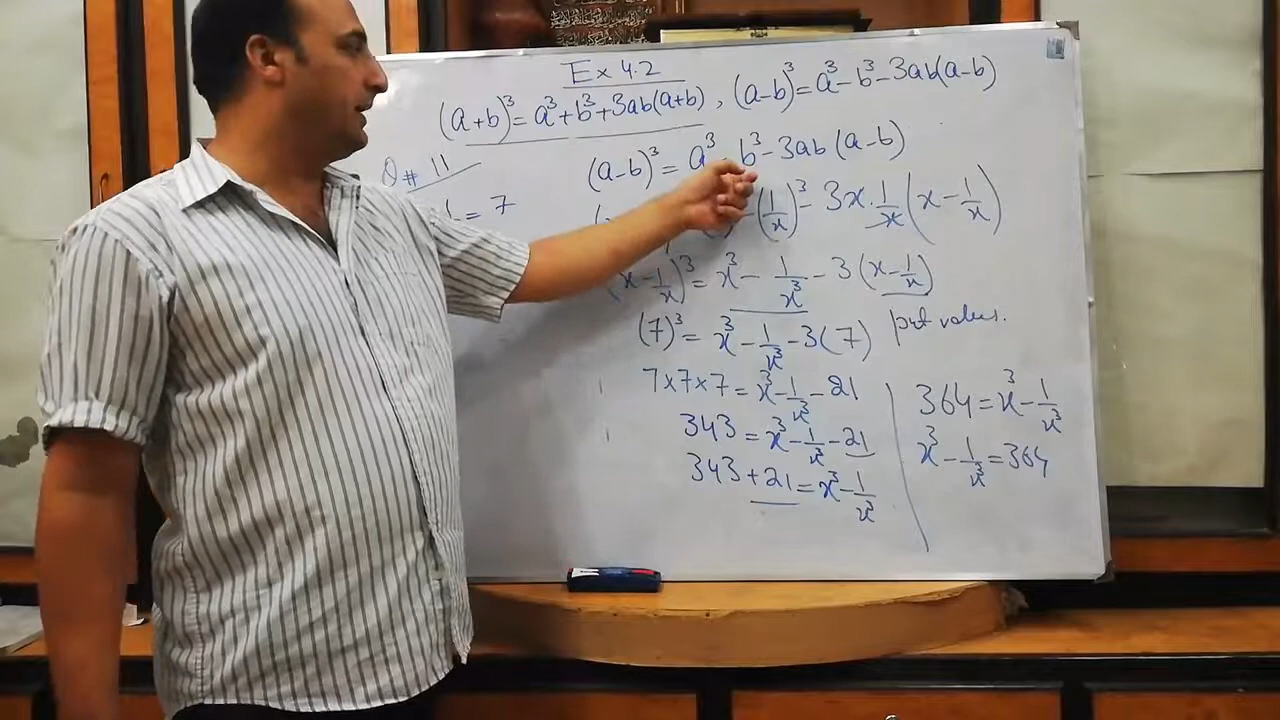 Ex 4.2
(a+b)³ = a³+b³+3ab(a+b) , (a-b)³ = a³-b³-3ab(a-b)
Q# 11
= 7
(a-b)³ = a³ - b³ - 3ab (a-b)
(1/x)³ - 3x.1/x (x - 1/x)
(x-1/x)³ = x³ - 1/x³ - 3 (x-1/x)
(7)³ = x³ - 1/x³ - 3(7) put values.
7×7×7 = x³-1/x³ - 21
343 = x³-1/x³ - 21
343 + 21 = x³-1/x³
364 = x³ - 1/x³
x³ - 1/x³ = 364